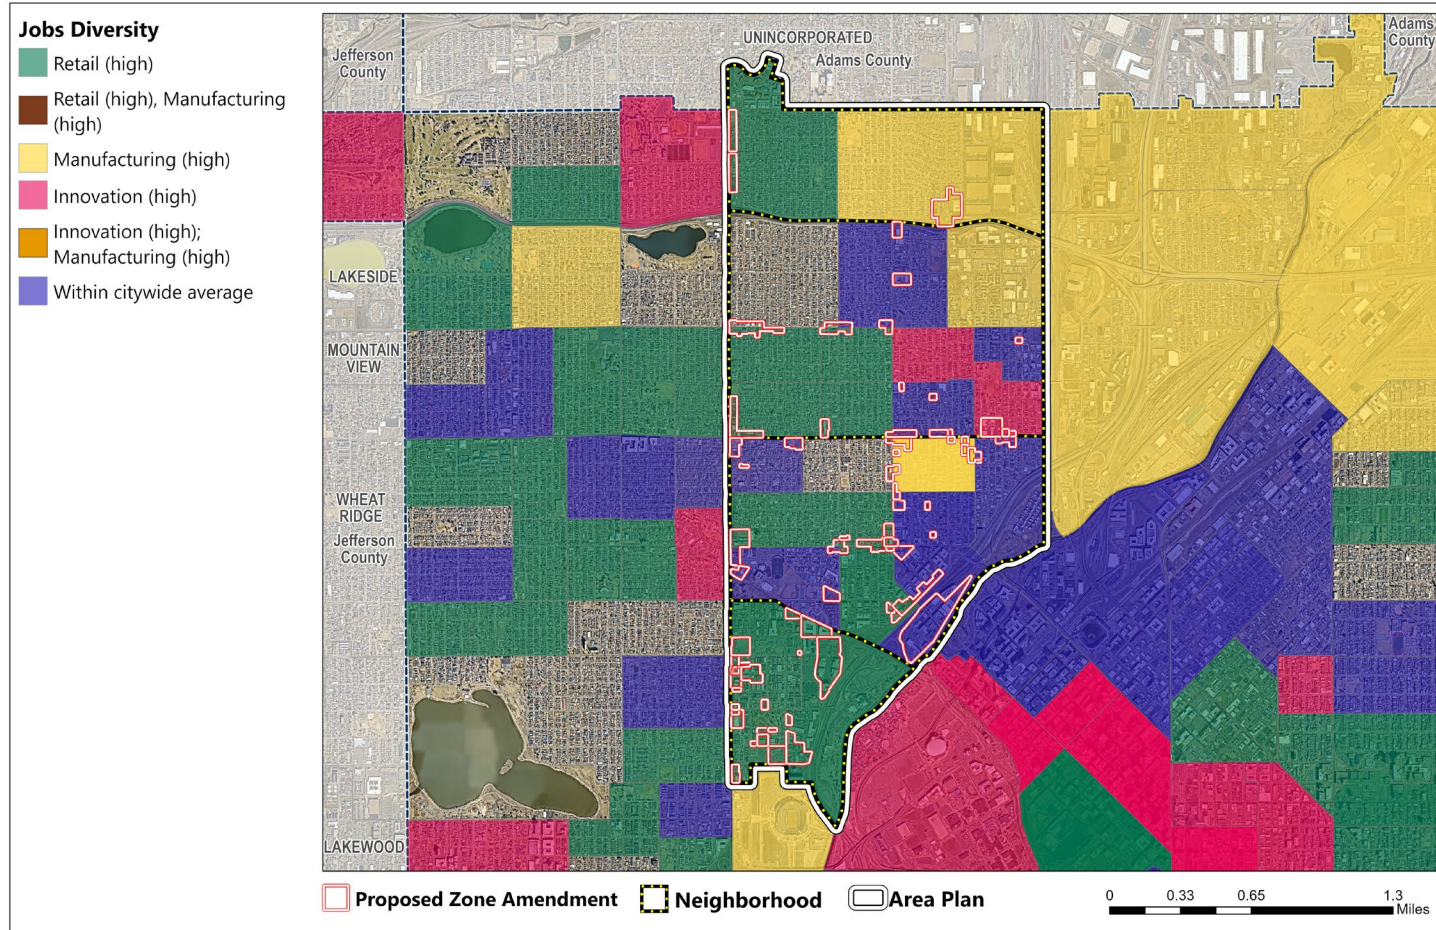 Jobs Diversity
Retail (high)
Retail (high), Manufacturing
(high)
Manufacturing (high)
Innovation (high)
Innovation (high);
Manufacturing (high)
Within citywide average
Jefferson
County
UNINCORPORATED
Adams County
Adams
County
LAKESIDE
MOUNTAIN
VIEW
WHEAT
RIDGE
Jefferson
County
LAKEWOOD
Proposed Zone Amendment
Neighborhood
Area Plan
0 0.33 0.65 1.3
Miles